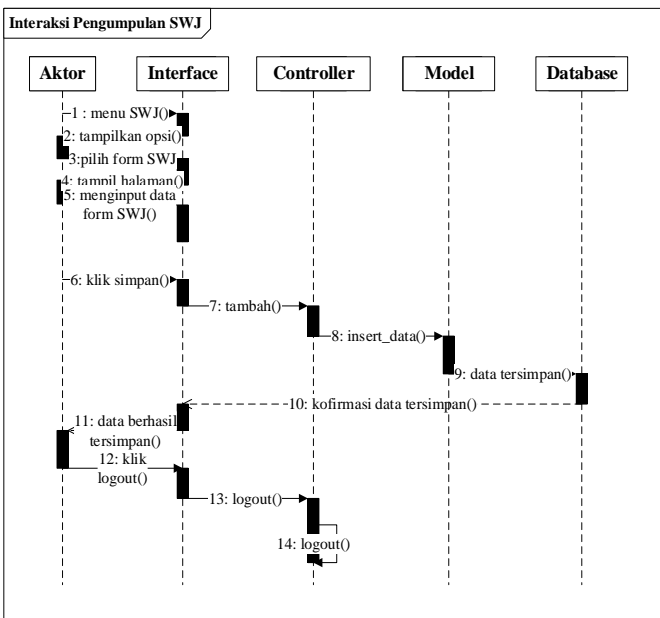 Interaksi Pengumpulan SWJ
Aktor
Interface
Controller
Model
Database
1 : menu SWJ()
2: tampilkan opsi()
3:pilih form SWJ
4: tampil halaman()
5: menginput data
form SWJ()
6: klik simpan()
7: tambah()
8: insert_data()
9: data tersimpan()
10: kofirmasi data tersimpan()
11: data berhasil
tersimpan()
12: klik
logout()
13: logout()
14: logout()